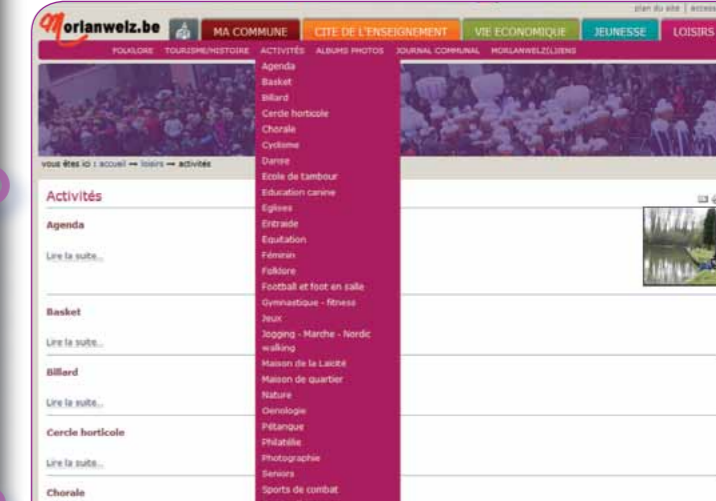 plan du site | access
Morlanwelz.be MA COMMUNE CITE DE L'ENSEIGNEMENT VIE ECONOMIQUE JEUNESSE LOISIRS
FOLKLORE TOURISME/HISTOIRE ACTIVITÉS ALBUMS PHOTOS JOURNAL COMMUNAL MORLANWELZ(L)IENS
Agenda
Basket
Billard
Cercle horticole
Chorale
Cyclisme
Danse
Ecole de tambour
Education canine
Eglises
Entraide
Equitation
Féminin
Folklore
Football et foot en salle
Gymnastique - fitness
Jeux
Jogging - Marche - Nordic
walking
Maison de la Laïcité
Maison de quartier
Nature
Oenologie
Pétanque
Philatélie
Photographie
Seniors
Sports de combat
vous êtes ici : accueil → loisirs → activités
Activités
Agenda
Lire la suite...
Basket
Lire la suite...
Billard
Lire la suite...
Cercle horticole
Lire la suite...
Chorale